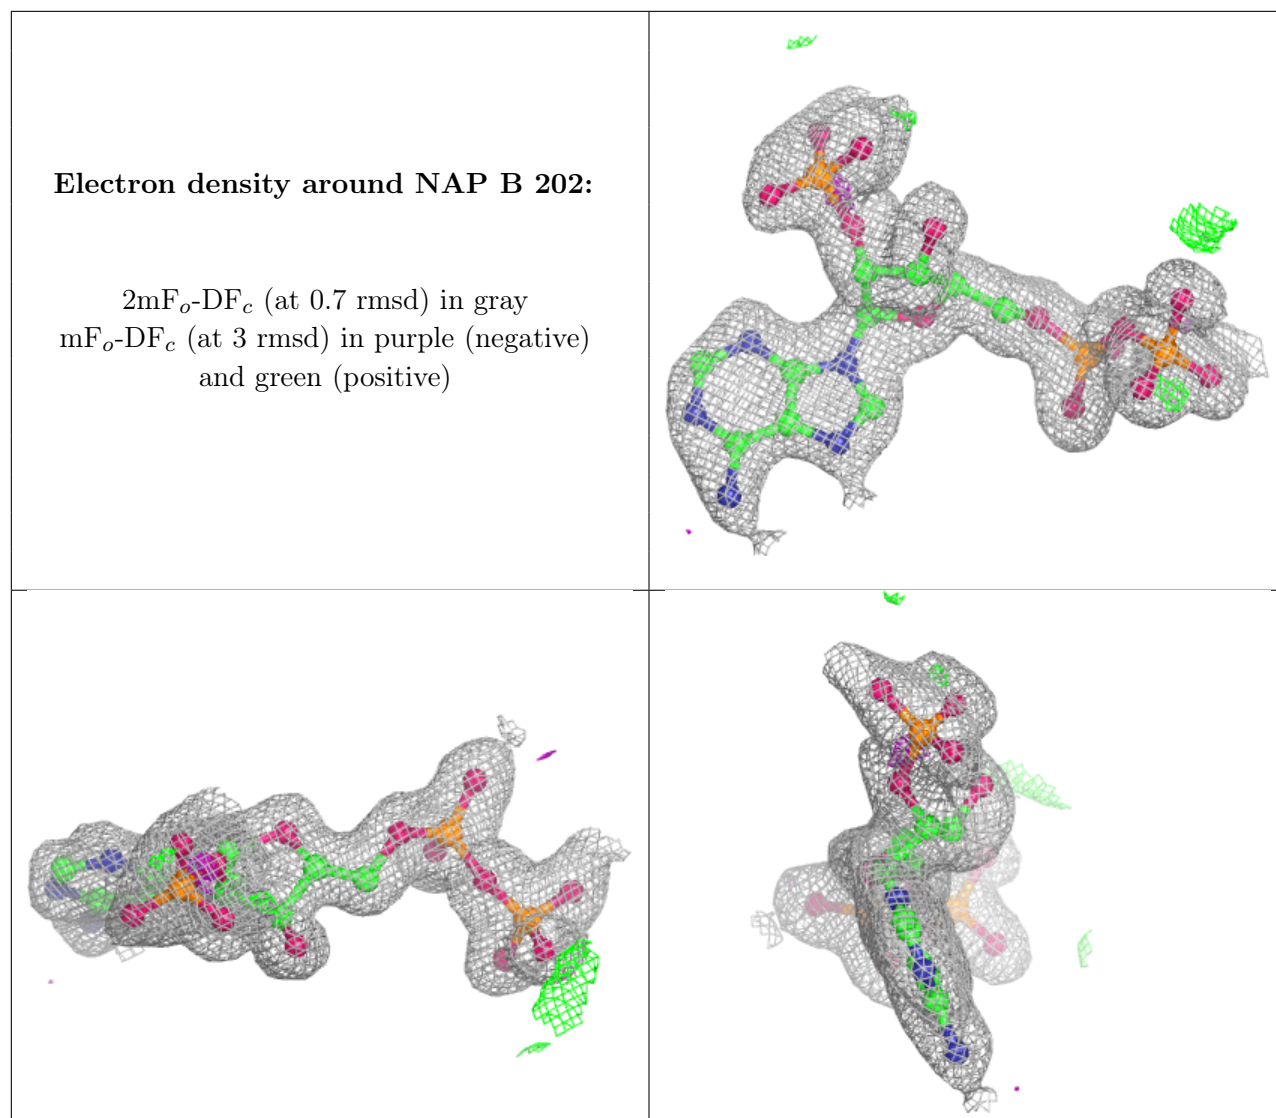 Electron density around NAP B 202:
2mFₒ-DF𝒸 (at 0.7 rmsd) in gray
mFₒ-DF𝒸 (at 3 rmsd) in purple (negative)
and green (positive)